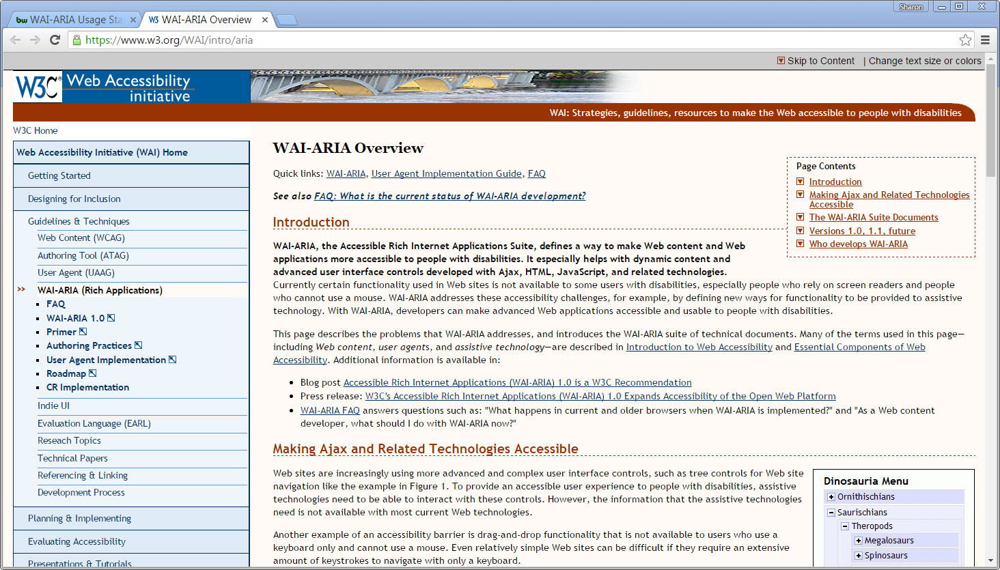 Sharon
bw WAI-ARIA Usage Sta
W3 WAI-ARIA Overview
https://www.w3.org/WAI/intro/aria
Skip to Content | Change text size or colors
W3C® Web Accessibility
initiative
WAI: Strategies, guidelines, resources to make the Web accessible to people with disabilities
W3C Home
Web Accessibility Initiative (WAI) Home
Getting Started
Designing for Inclusion
Guidelines & Techniques
Web Content (WCAG)
Authoring Tool (ATAG)
User Agent (UAAG)
WAI-ARIA (Rich Applications)
FAQ
WAI-ARIA 1.0
Primer
Authoring Practices
User Agent Implementation
Roadmap
CR Implementation
Indie UI
Evaluation Language (EARL)
Reseach Topics
Technical Papers
Referencing & Linking
Development Process
Planning & Implementing
Evaluating Accessibility
Presentations & Tutorials
WAI-ARIA Overview
Quick links: WAI-ARIA, User Agent Implementation Guide, FAQ
See also FAQ: What is the current status of WAI-ARIA development?
Page Contents
Introduction
Making Ajax and Related Technologies
Accessible
The WAI-ARIA Suite Documents
Versions 1.0, 1.1, future
Who develops WAI-ARIA
Introduction
WAI-ARIA, the Accessible Rich Internet Applications Suite, defines a way to make Web content and Web
applications more accessible to people with disabilities. It especially helps with dynamic content and
advanced user interface controls developed with Ajax, HTML, JavaScript, and related technologies.
Currently certain functionality used in Web sites is not available to some users with disabilities, especially people who rely on screen readers and people
who cannot use a mouse. WAI-ARIA addresses these accessibility challenges, for example, by defining new ways for functionality to be provided to assistive
technology. With WAI-ARIA, developers can make advanced Web applications accessible and usable to people with disabilities.
This page describes the problems that WAI-ARIA addresses, and introduces the WAI-ARIA suite of technical documents. Many of the terms used in this page—
including Web content, user agents, and assistive technology—are described in Introduction to Web Accessibility and Essential Components of Web
Accessibility. Additional information is available in:
Blog post Accessible Rich Internet Applications (WAI-ARIA) 1.0 is a W3C Recommendation
Press release: W3C's Accessible Rich Internet Applications (WAI-ARIA) 1.0 Expands Accessibility of the Open Web Platform
WAI-ARIA FAQ answers questions such as: "What happens in current and older browsers when WAI-ARIA is implemented?" and "As a Web content
developer, what should I do with WAI-ARIA now?"
Making Ajax and Related Technologies Accessible
Web sites are increasingly using more advanced and complex user interface controls, such as tree controls for Web site
navigation like the example in Figure 1. To provide an accessible user experience to people with disabilities, assistive
technologies need to be able to interact with these controls. However, the information that the assistive technologies
need is not available with most current Web technologies.
Another example of an accessibility barrier is drag-and-drop functionality that is not available to users who use a
keyboard only and cannot use a mouse. Even relatively simple Web sites can be difficult if they require an extensive
amount of keystrokes to navigate with only a keyboard.
Dinosauria Menu
Ornithischians
Saurischians
Theropods
Megalosaurs
Spinosaurs